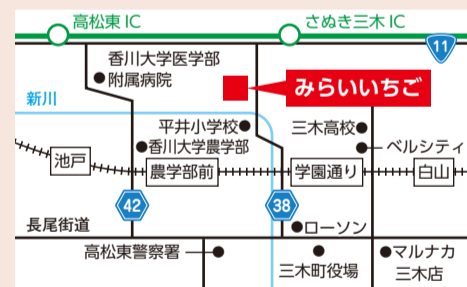 高松東IC
さぬき三木IC
11
香川大学医学部
附属病院
みらいいちご
新川
平井小学校
三木高校
香川大学農学部
ベルシティ
池戸
農学部前
学園通り
白山
42
38
長尾街道
ローソン
高松東警察署
三木町役場
マルナカ
三木店